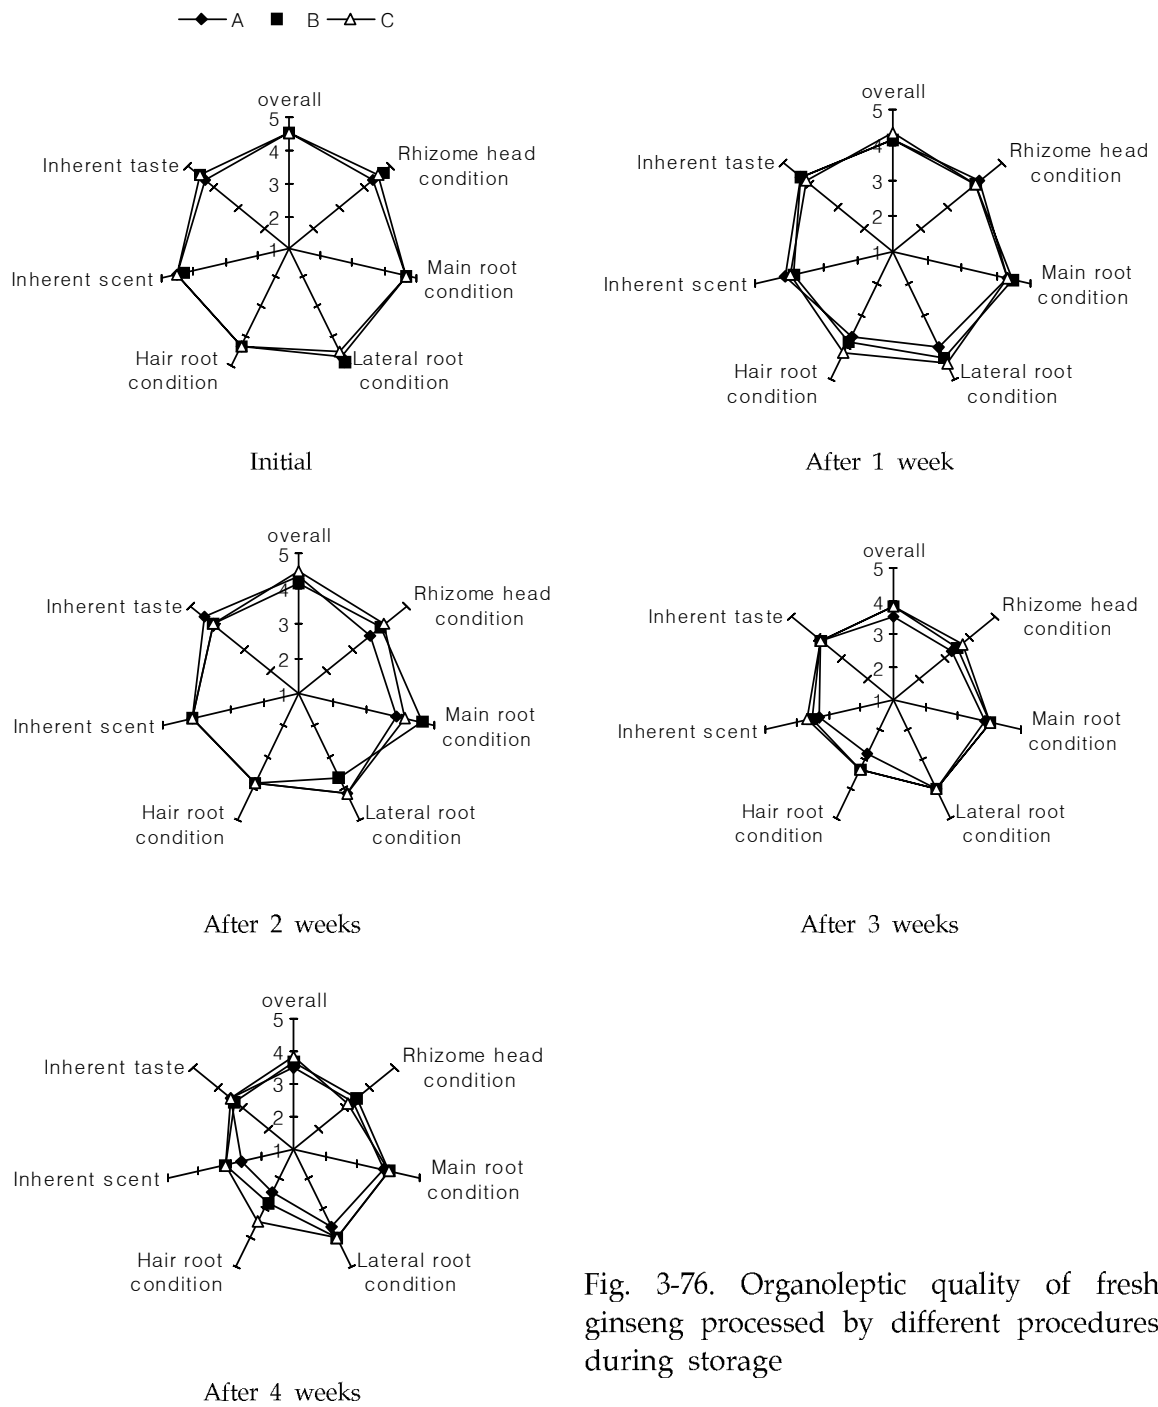 A B C
overall
5
4
3
2
1
Rhizome head
condition
Main root
condition
Lateral root
condition
Hair root
condition
Inherent scent
Inherent taste
Initial
overall
5
4
3
2
1
Rhizome head
condition
Main root
condition
Lateral root
condition
Hair root
condition
Inherent scent
Inherent taste
After 1 week
overall
5
4
3
2
1
Rhizome head
condition
Main root
condition
Lateral root
condition
Hair root
condition
Inherent scent
Inherent taste
After 2 weeks
overall
5
4
3
2
1
Rhizome head
condition
Main root
condition
Lateral root
condition
Hair root
condition
Inherent scent
Inherent taste
After 3 weeks
overall
5
4
3
2
1
Rhizome head
condition
Main root
condition
Lateral root
condition
Hair root
condition
Inherent scent
Inherent taste
After 4 weeks
Fig. 3-76. Organoleptic quality of fresh
ginseng processed by different procedures
during storage